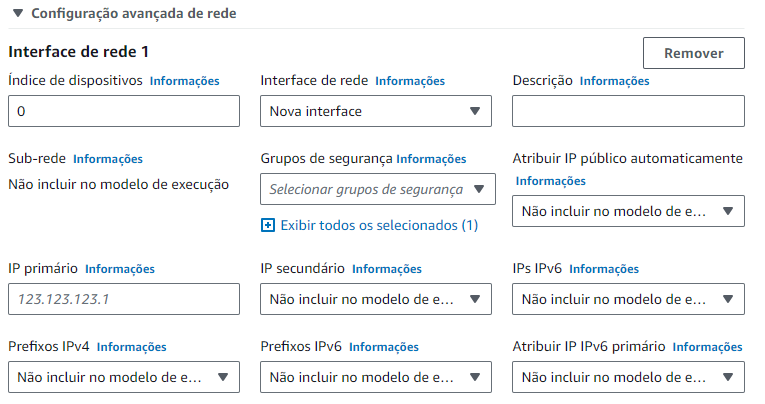 Configuração avançada de rede
Interface de rede 1
Remover
Índice de dispositivos Informações
Interface de rede Informações
Descrição Informações
0
Nova interface
Sub-rede Informações
Grupos de segurança Informações
Atribuir IP público automaticamente
Informações
Não incluir no modelo de execução
Selecionar grupos de segurança
Não incluir no modelo de e...
Exibir todos os selecionados (1)
IP primário Informações
IP secundário Informações
IPs IPv6 Informações
123.123.123.1
Não incluir no modelo de e...
Não incluir no modelo de e...
Prefixos IPv4 Informações
Prefixos IPv6 Informações
Atribuir IP IPv6 primário Informações
Não incluir no modelo de e...
Não incluir no modelo de e...
Não incluir no modelo de e...